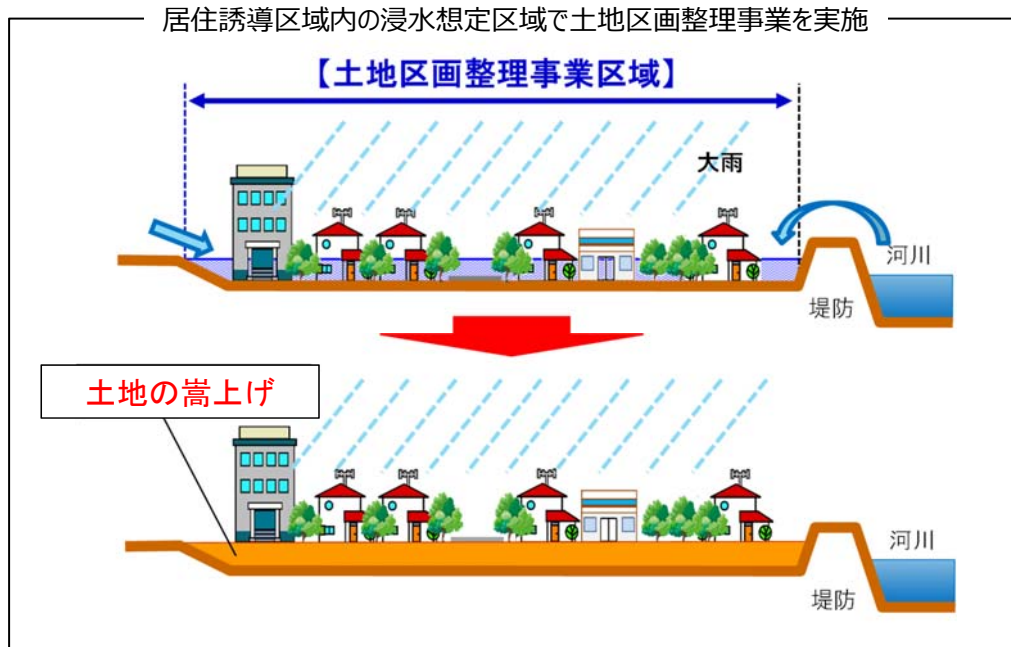 居住誘導区域内の浸水想定区域で土地区画整理事業を実施
【土地区画整理事業区域】
大雨
河川
堤防
土地の嵩上げ
河川
堤防